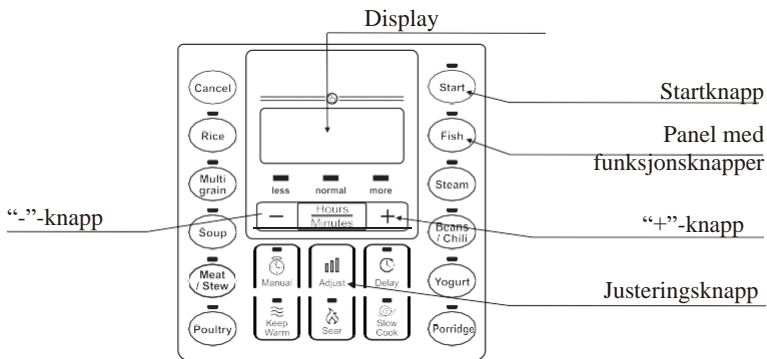 Display
Cancel
Start
Startknapp
Rice
Fish
Panel med
funksjonsknapper
Multi
grain
less normal more
Steam
“-”-knapp
Soup
− Hours
Minutes +
Beans
/ Chili
“+”-knapp
Meat
/ Stew
Manual
Adjust
Delay
Yogurt
Justeringsknapp
Poultry
Keep
Warm
Sear
Slow
Cook
Porridge